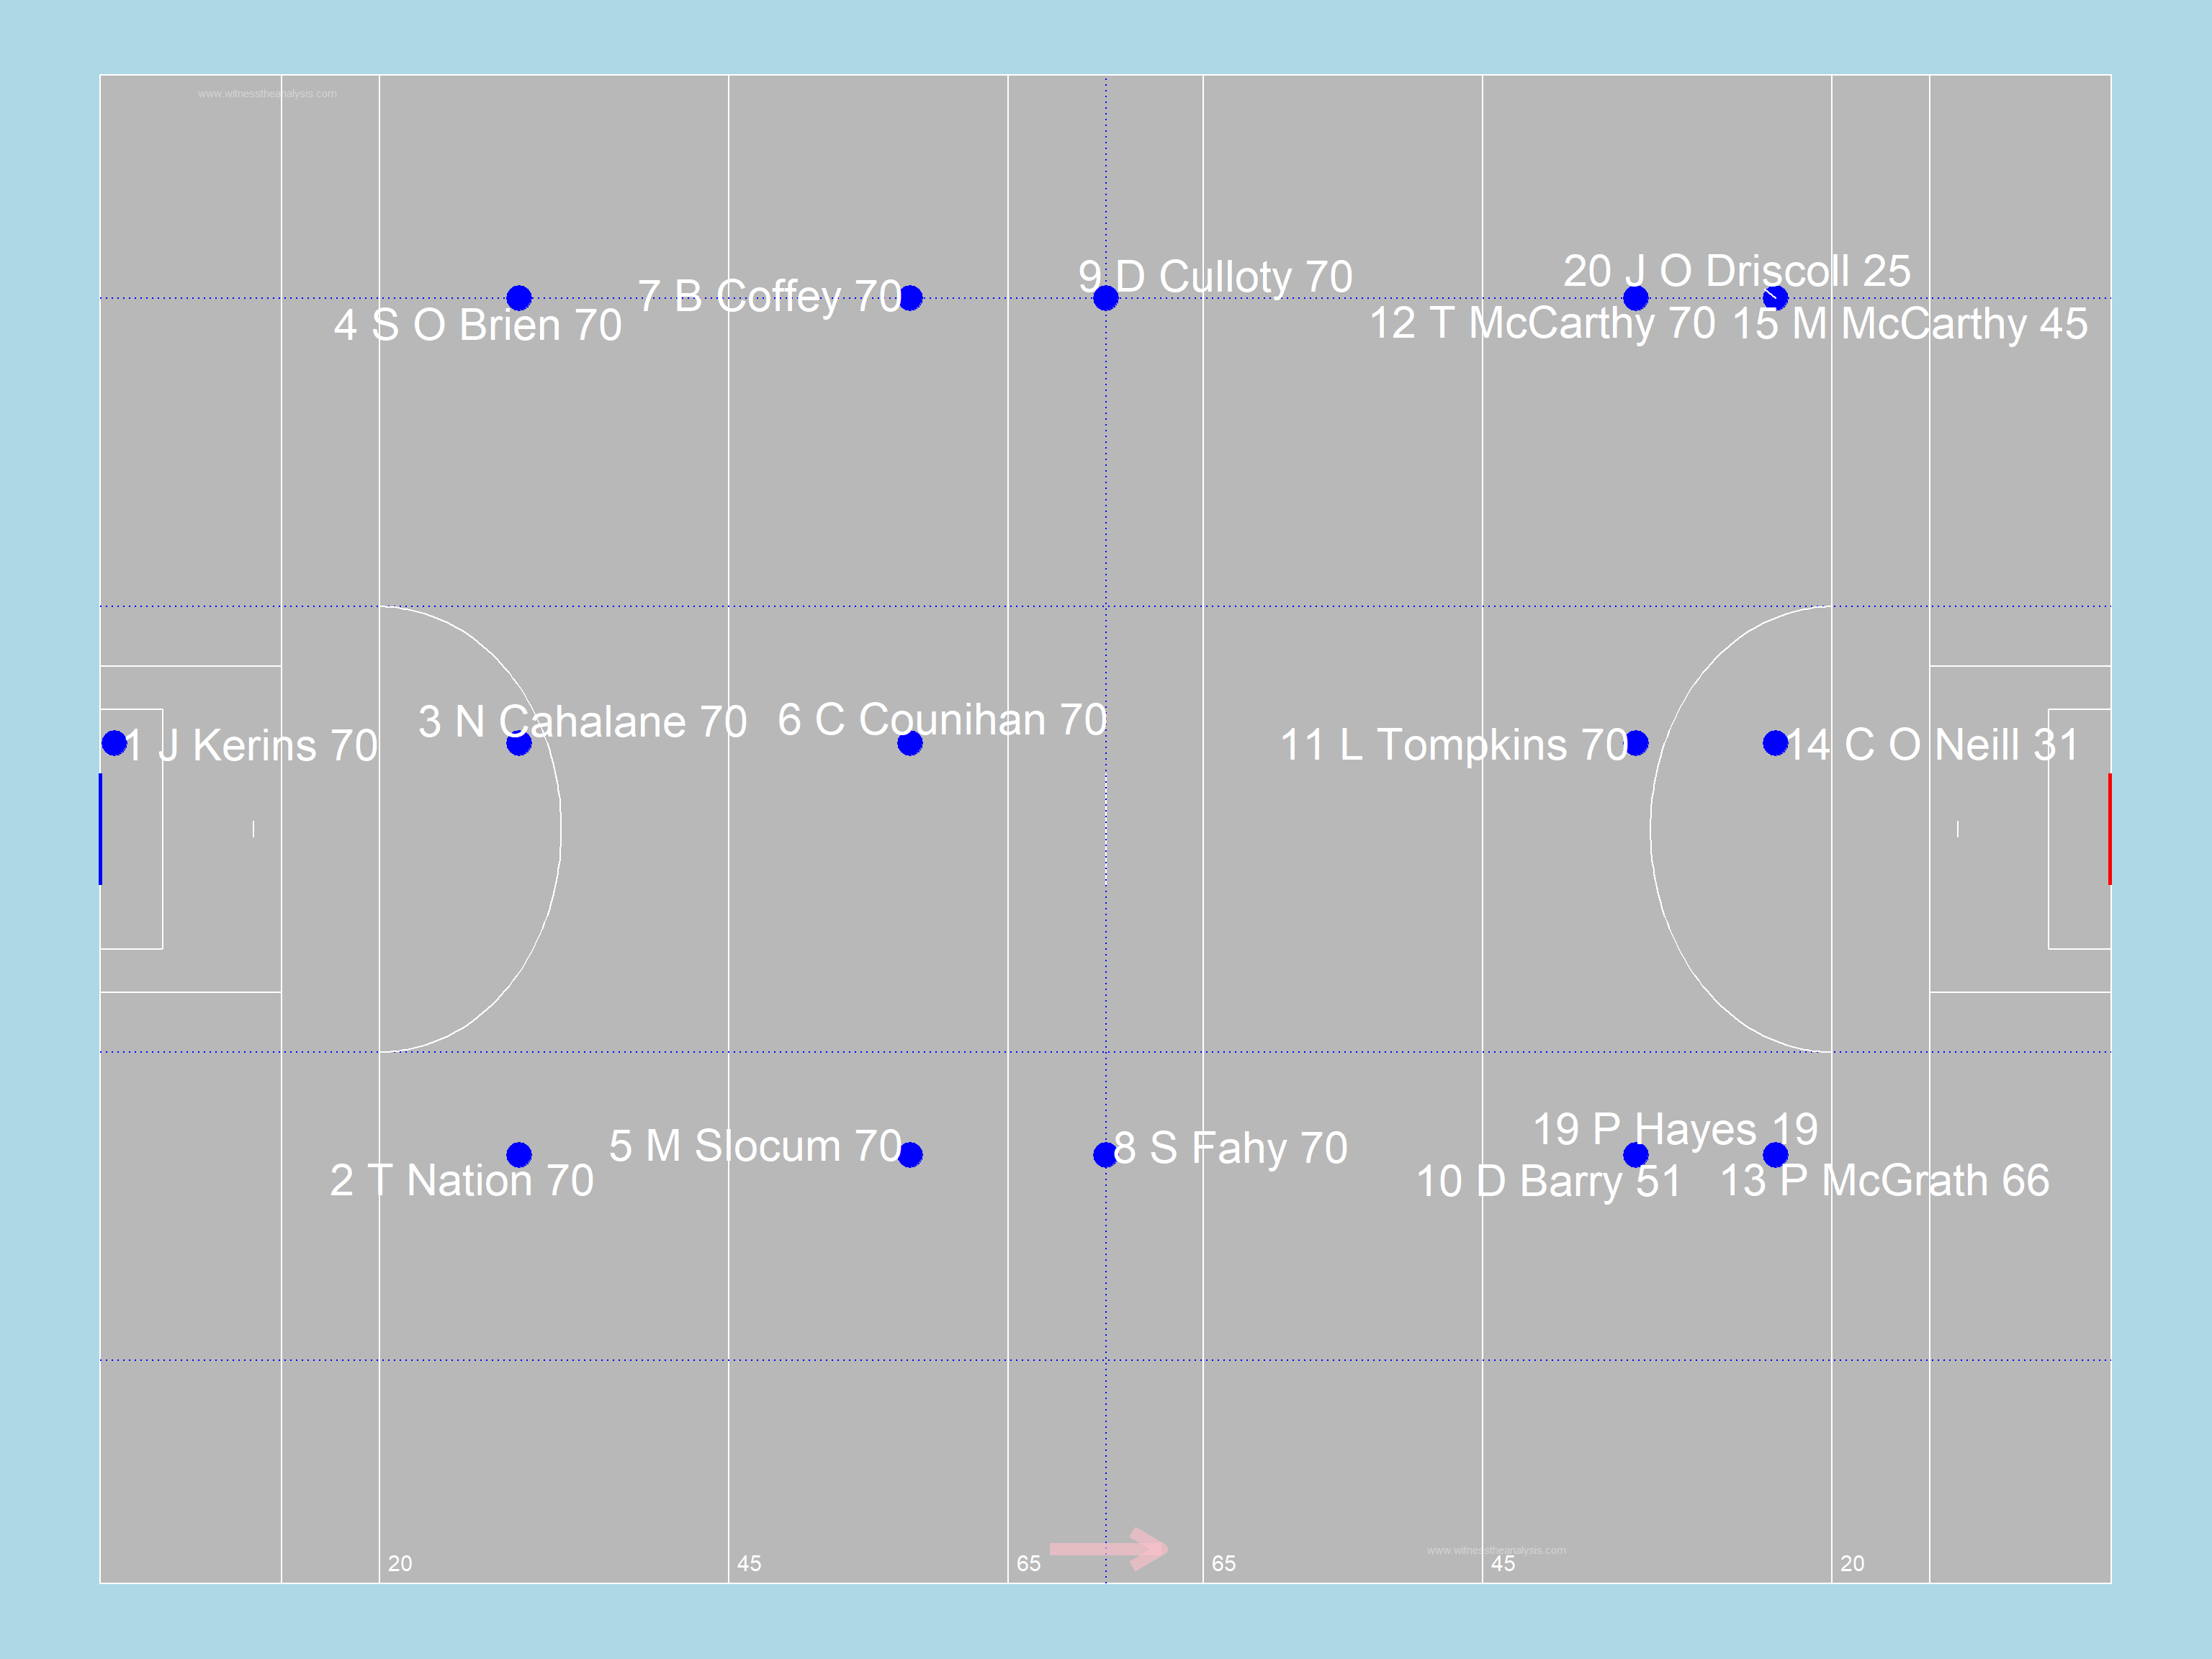 www.witnesstheanalysis.com
20 J O Driscoll 25
9 D Culloty 70
7 B Coffey 70
4 S O Brien 70
12 T McCarthy 70
15 M McCarthy 45
3 N Cahalane 70
6 C Counihan 70
1 J Kerins 70
11 L Tompkins 70
14 C O Neill 31
19 P Hayes 19
5 M Slocum 70
8 S Fahy 70
2 T Nation 70
10 D Barry 51
13 P McGrath 66
www.witnesstheanalysis.com
20
45
65
65
45
20